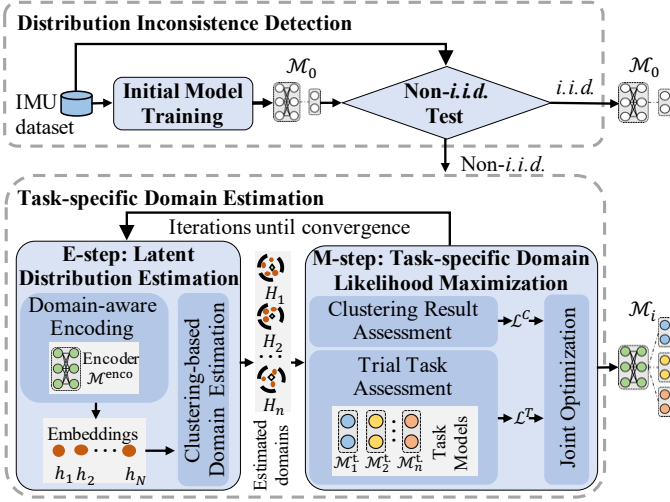 Distribution Inconsistence Detection
IMU
dataset
Initial Model
Training
ℳ₀
Non-i.i.d.
Test
i.i.d.
ℳ₀
Non-i.i.d.
Task-specific Domain Estimation
Iterations until convergence
E-step: Latent
Distribution Estimation
Domain-aware
Encoding
Encoder
ℳᵉⁿᶜᵒ
Embeddings
h₁ h₂ ··· h_N
Clustering-based
Domain Estimation
H₁
H₂
···
Hₙ
Estimated
domains
M-step: Task-specific Domain
Likelihood Maximization
Clustering Result
Assessment
ℒ^C
Trial Task
Assessment
ℳ₁ᵗ ℳ₂ᵗ ℳₙᵗ
Task
Models
ℒ^T
Joint Optimization
ℳᵢ